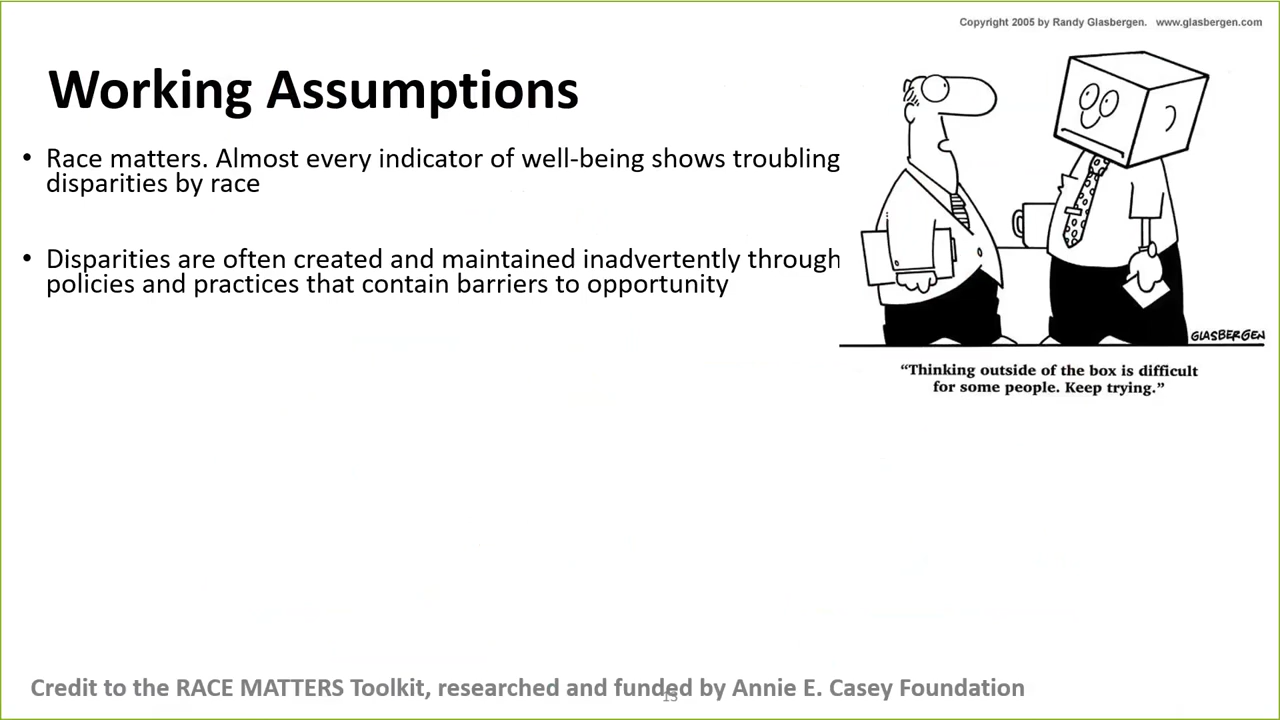 Copyright 2005 by Randy Glasbergen. www.glasbergen.com
Working Assumptions
• Race matters. Almost every indicator of well-being shows troubling
disparities by race
• Disparities are often created and maintained inadvertently through
policies and practices that contain barriers to opportunity
GLASBERGEN
“Thinking outside of the box is difficult
for some people. Keep trying.”
Credit to the RACE MATTERS Toolkit, researched and funded by Annie E. Casey Foundation
13